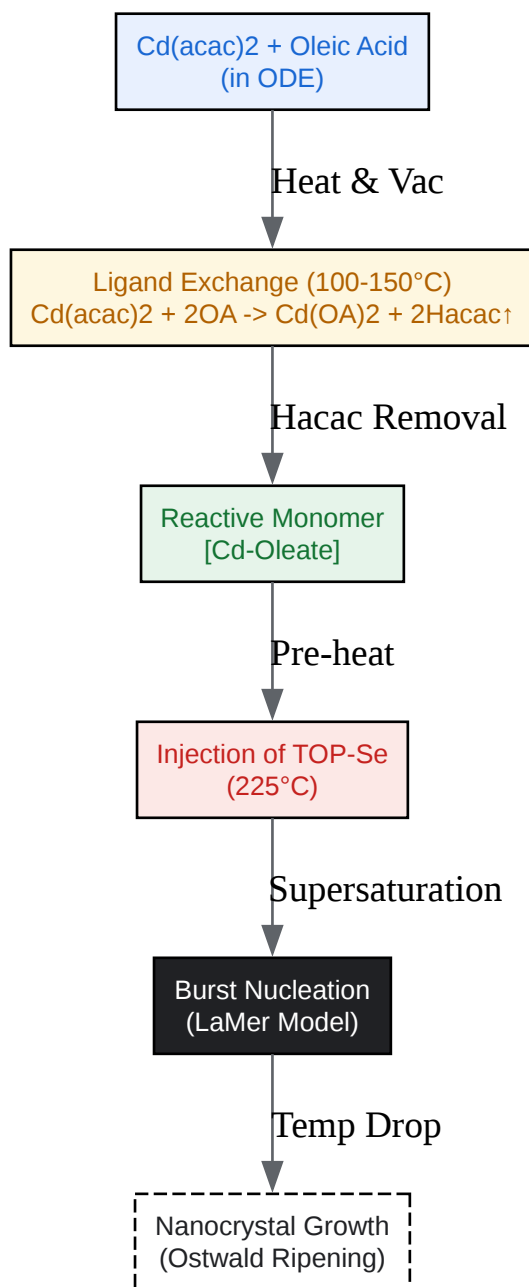 Cd(acac)2 + Oleic Acid
(in ODE)
Heat & Vac
Ligand Exchange (100-150°C)
Cd(acac)2 + 2OA -> Cd(OA)2 + 2Hacac↑
Hacac Removal
Reactive Monomer
[Cd-Oleate]
Pre-heat
Injection of TOP-Se
(225°C)
Supersaturation
Burst Nucleation
(LaMer Model)
Temp Drop
Nanocrystal Growth
(Ostwald Ripening)